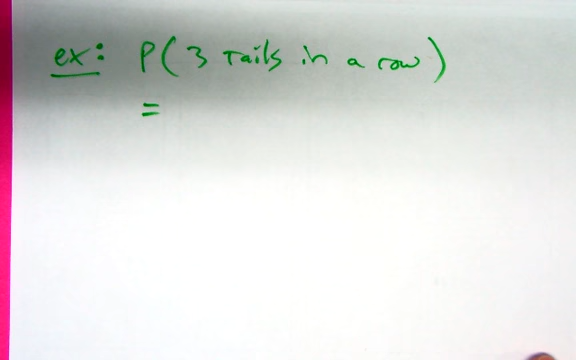 ex: P(3 Tails in a row)
=